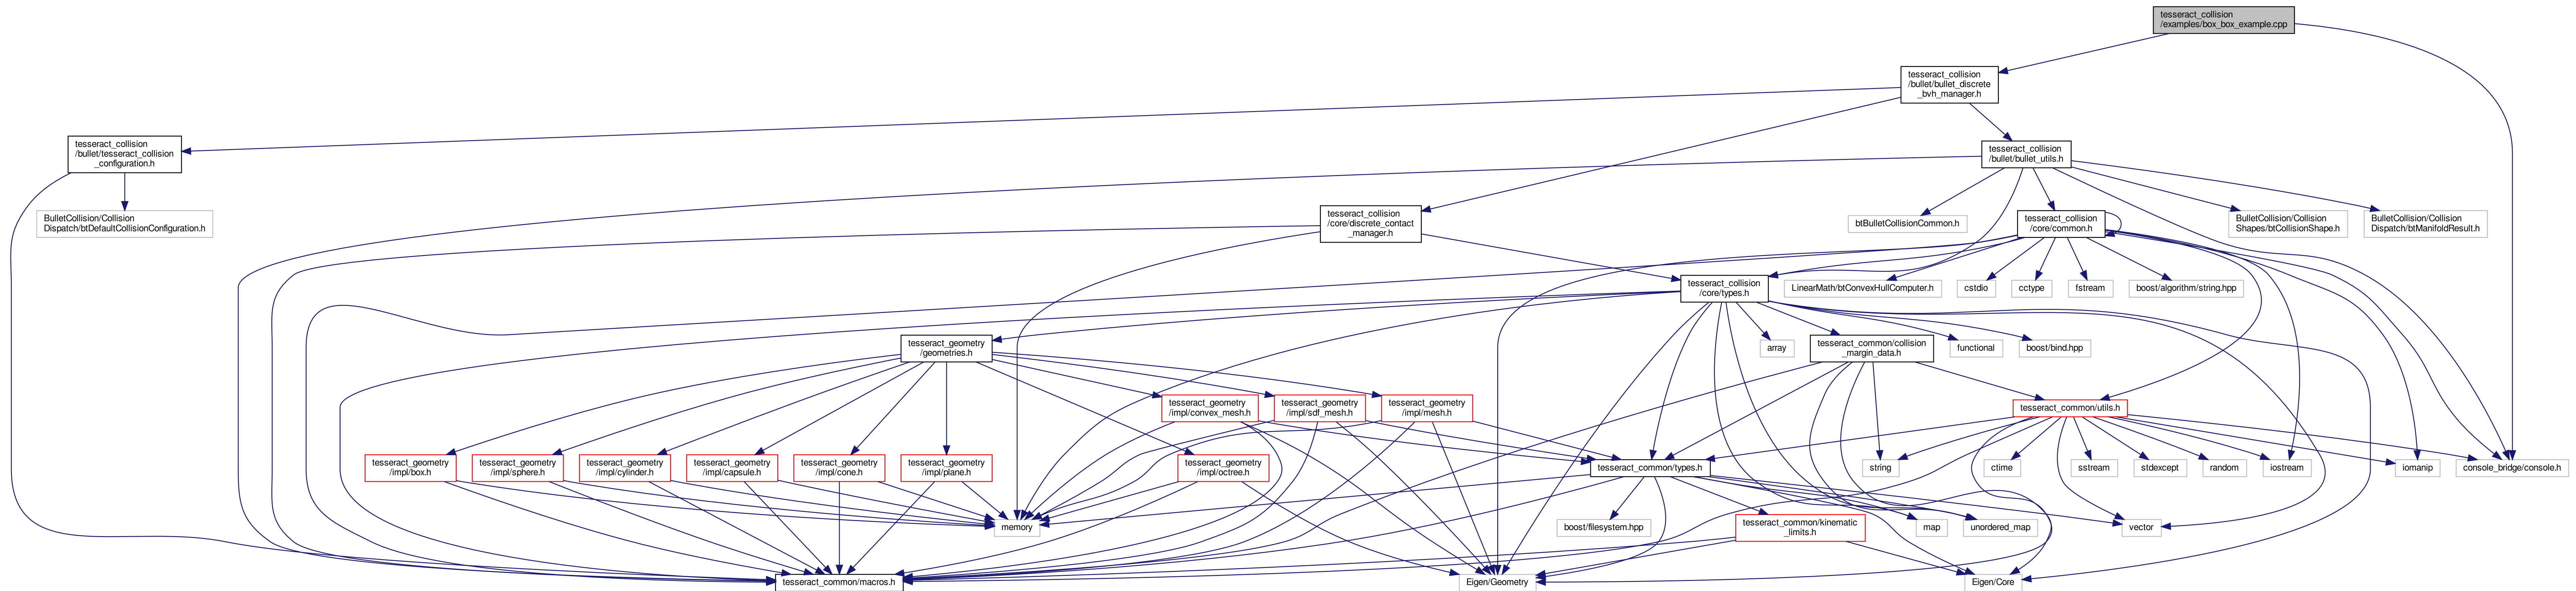 tesseract_collision
/examples/box_box_example.cpp
tesseract_collision
/bullet/bullet_discrete
_bvh_manager.h
tesseract_collision
/bullet/tesseract_collision
_configuration.h
tesseract_collision
/bullet/bullet_utils.h
BulletCollision/Collision
Dispatch/btDefaultCollisionConfiguration.h
tesseract_collision
/core/discrete_contact
_manager.h
btBulletCollisionCommon.h
tesseract_collision
/core/common.h
BulletCollision/Collision
Shapes/btCollisionShape.h
BulletCollision/Collision
Dispatch/btManifoldResult.h
tesseract_collision
/core/types.h
LinearMath/btConvexHullComputer.h
cstdio
cctype
fstream
boost/algorithm/string.hpp
tesseract_geometry
/geometries.h
array
tesseract_common/collision
_margin_data.h
functional
boost/bind.hpp
tesseract_geometry
/impl/convex_mesh.h
tesseract_geometry
/impl/sdf_mesh.h
tesseract_geometry
/impl/mesh.h
tesseract_common/utils.h
tesseract_geometry
/impl/box.h
tesseract_geometry
/impl/sphere.h
tesseract_geometry
/impl/cylinder.h
tesseract_geometry
/impl/capsule.h
tesseract_geometry
/impl/cone.h
tesseract_geometry
/impl/plane.h
tesseract_geometry
/impl/octree.h
tesseract_common/types.h
string
ctime
sstream
stdexcept
random
iostream
iomanip
console_bridge/console.h
memory
boost/filesystem.hpp
tesseract_common/kinematic
_limits.h
map
unordered_map
vector
tesseract_common/macros.h
Eigen/Geometry
Eigen/Core